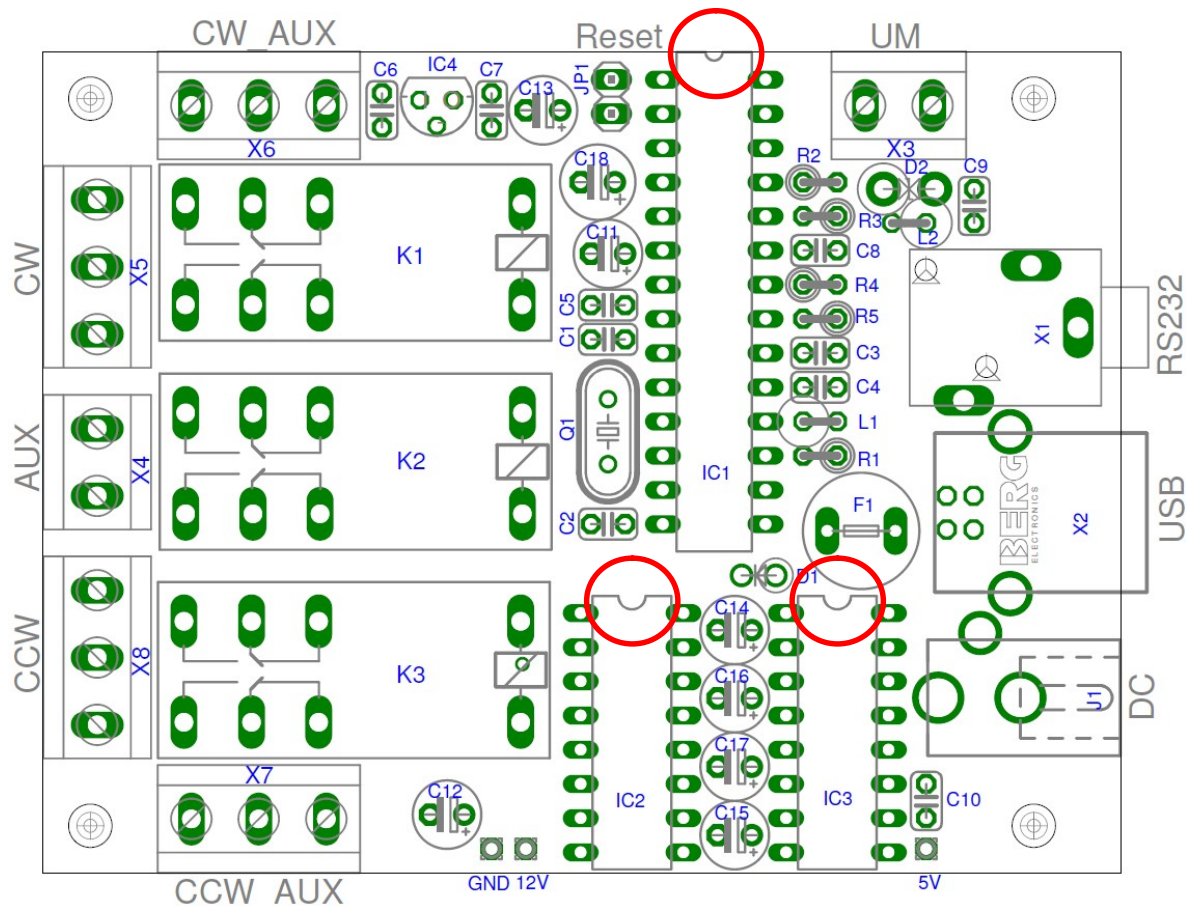 CW_AUX
Reset
UM
C6
IC4
C7
C13
JP1
X6
X3
R2
D2
C9
C18
R3
L2
CW
X5
K1
C11
C8
R4
C5
R5
X1
RS232
C1
C3
C4
AUX
X4
K2
Q1
L1
R1
IC1
F1
BERG
ELECTRONICS
X2
USB
C2
D1
C14
CCW
X8
K3
C16
J1
DC
C17
X7
C12
IC2
C15
IC3
C10
GND 12V
5V
CCW_AUX